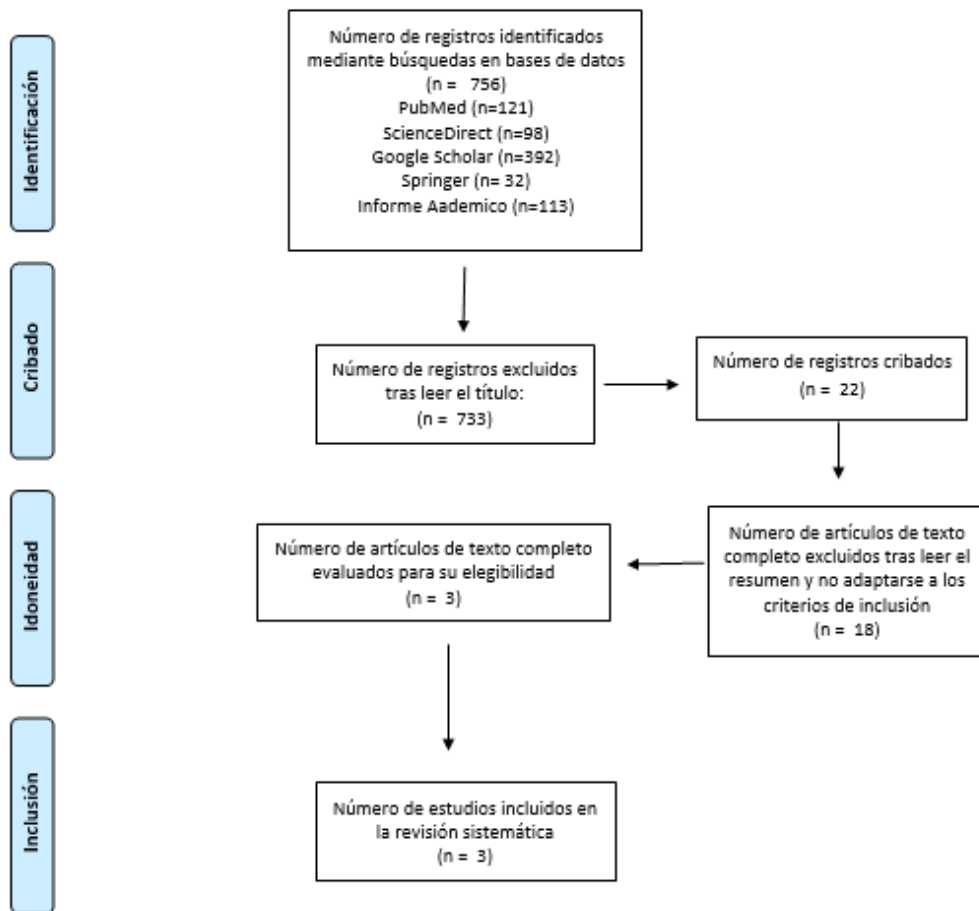 Identificación
Número de registros identificados
mediante búsquedas en bases de datos
(n = 756)
PubMed (n=121)
ScienceDirect (n=98)
Google Scholar (n=392)
Springer (n= 32)
Informe Aademico (n=113)
Cribado
Número de registros excluidos
tras leer el título:
(n = 733)
Número de registros cribados
(n = 22)
Idoneidad
Número de artículos de texto completo
evaluados para su elegibilidad
(n = 3)
Número de artículos de texto
completo excluidos tras leer el
resumen y no adaptarse a los
criterios de inclusión
(n = 18)
Inclusión
Número de estudios incluidos en
la revisión sistemática
(n = 3)